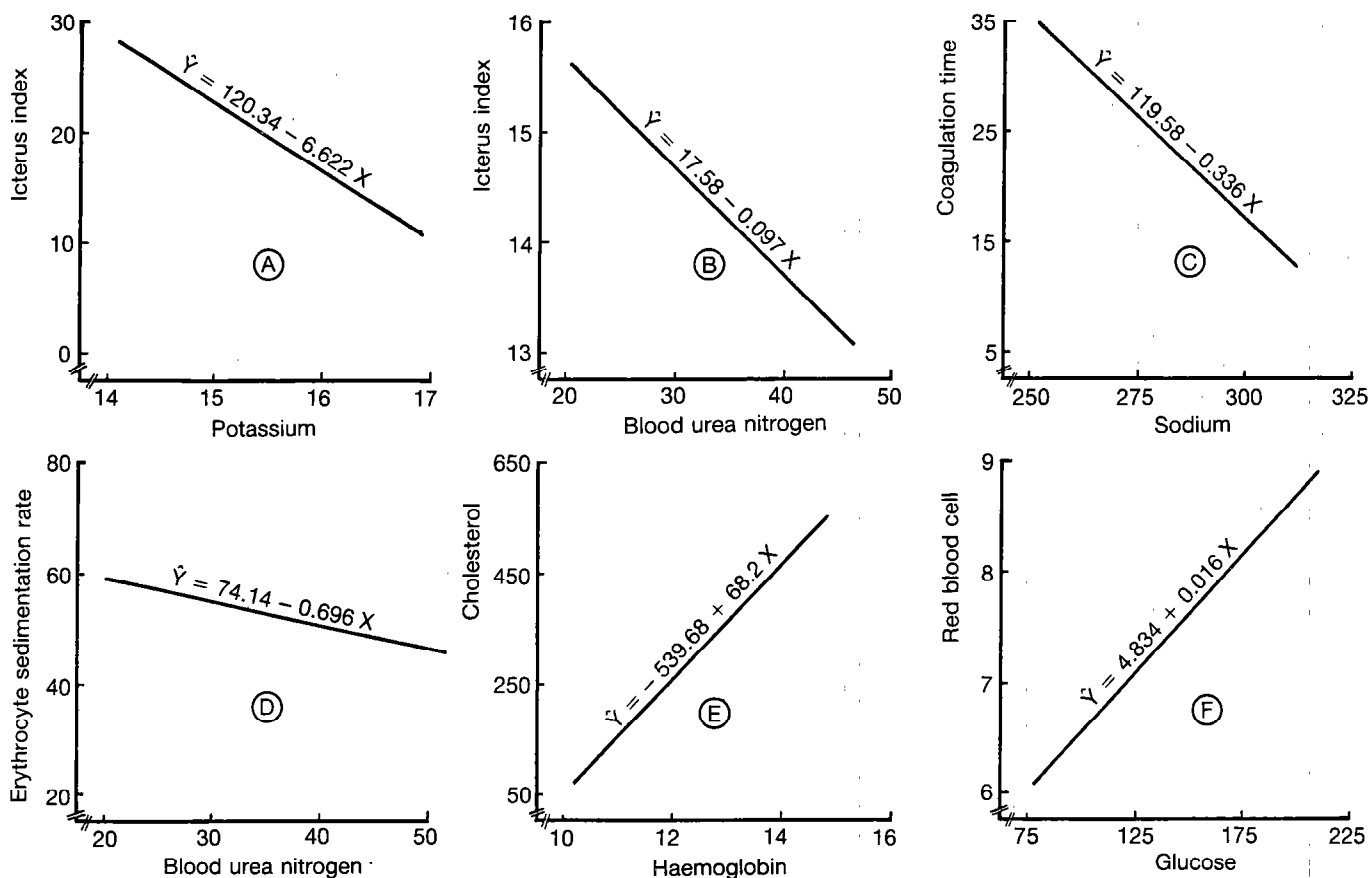 Icterus index
30
20
10
0
14 15 16 17
Potassium
Ŷ = 120.34 – 6.622 X
A
Icterus index
16
15
14
13
20 30 40 50
Blood urea nitrogen
Ŷ = 17.58 – 0.097 X
B
Coagulation time
35
25
15
5
250 275 300 325
Sodium
Ŷ = 119.58 – 0.336 X
C
Erythrocyte sedimentation rate
80
60
40
20
20 30 40 50
Blood urea nitrogen
Ŷ = 74.14 – 0.696 X
D
Cholesterol
650
450
250
50
10 12 14 16
Haemoglobin
Ŷ = – 539.68 + 68.2 X
E
Red blood cell
9
8
7
6
75 125 175 225
Glucose
Ŷ = 4.834 + 0.016 X
F